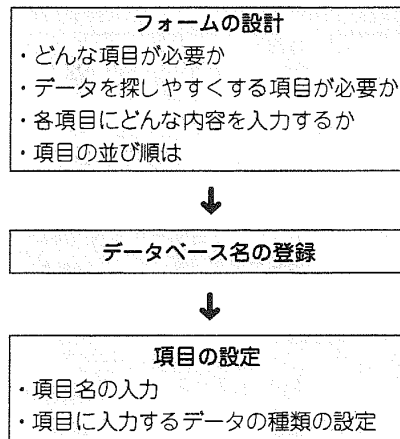 フォームの設計
・どんな項目が必要か
・データを探しやすくする項目が必要か
・各項目にどんな内容を入力するか
・項目の並び順は
↓
データベース名の登録
↓
項目の設定
・項目名の入力
・項目に入力するデータの種類の設定